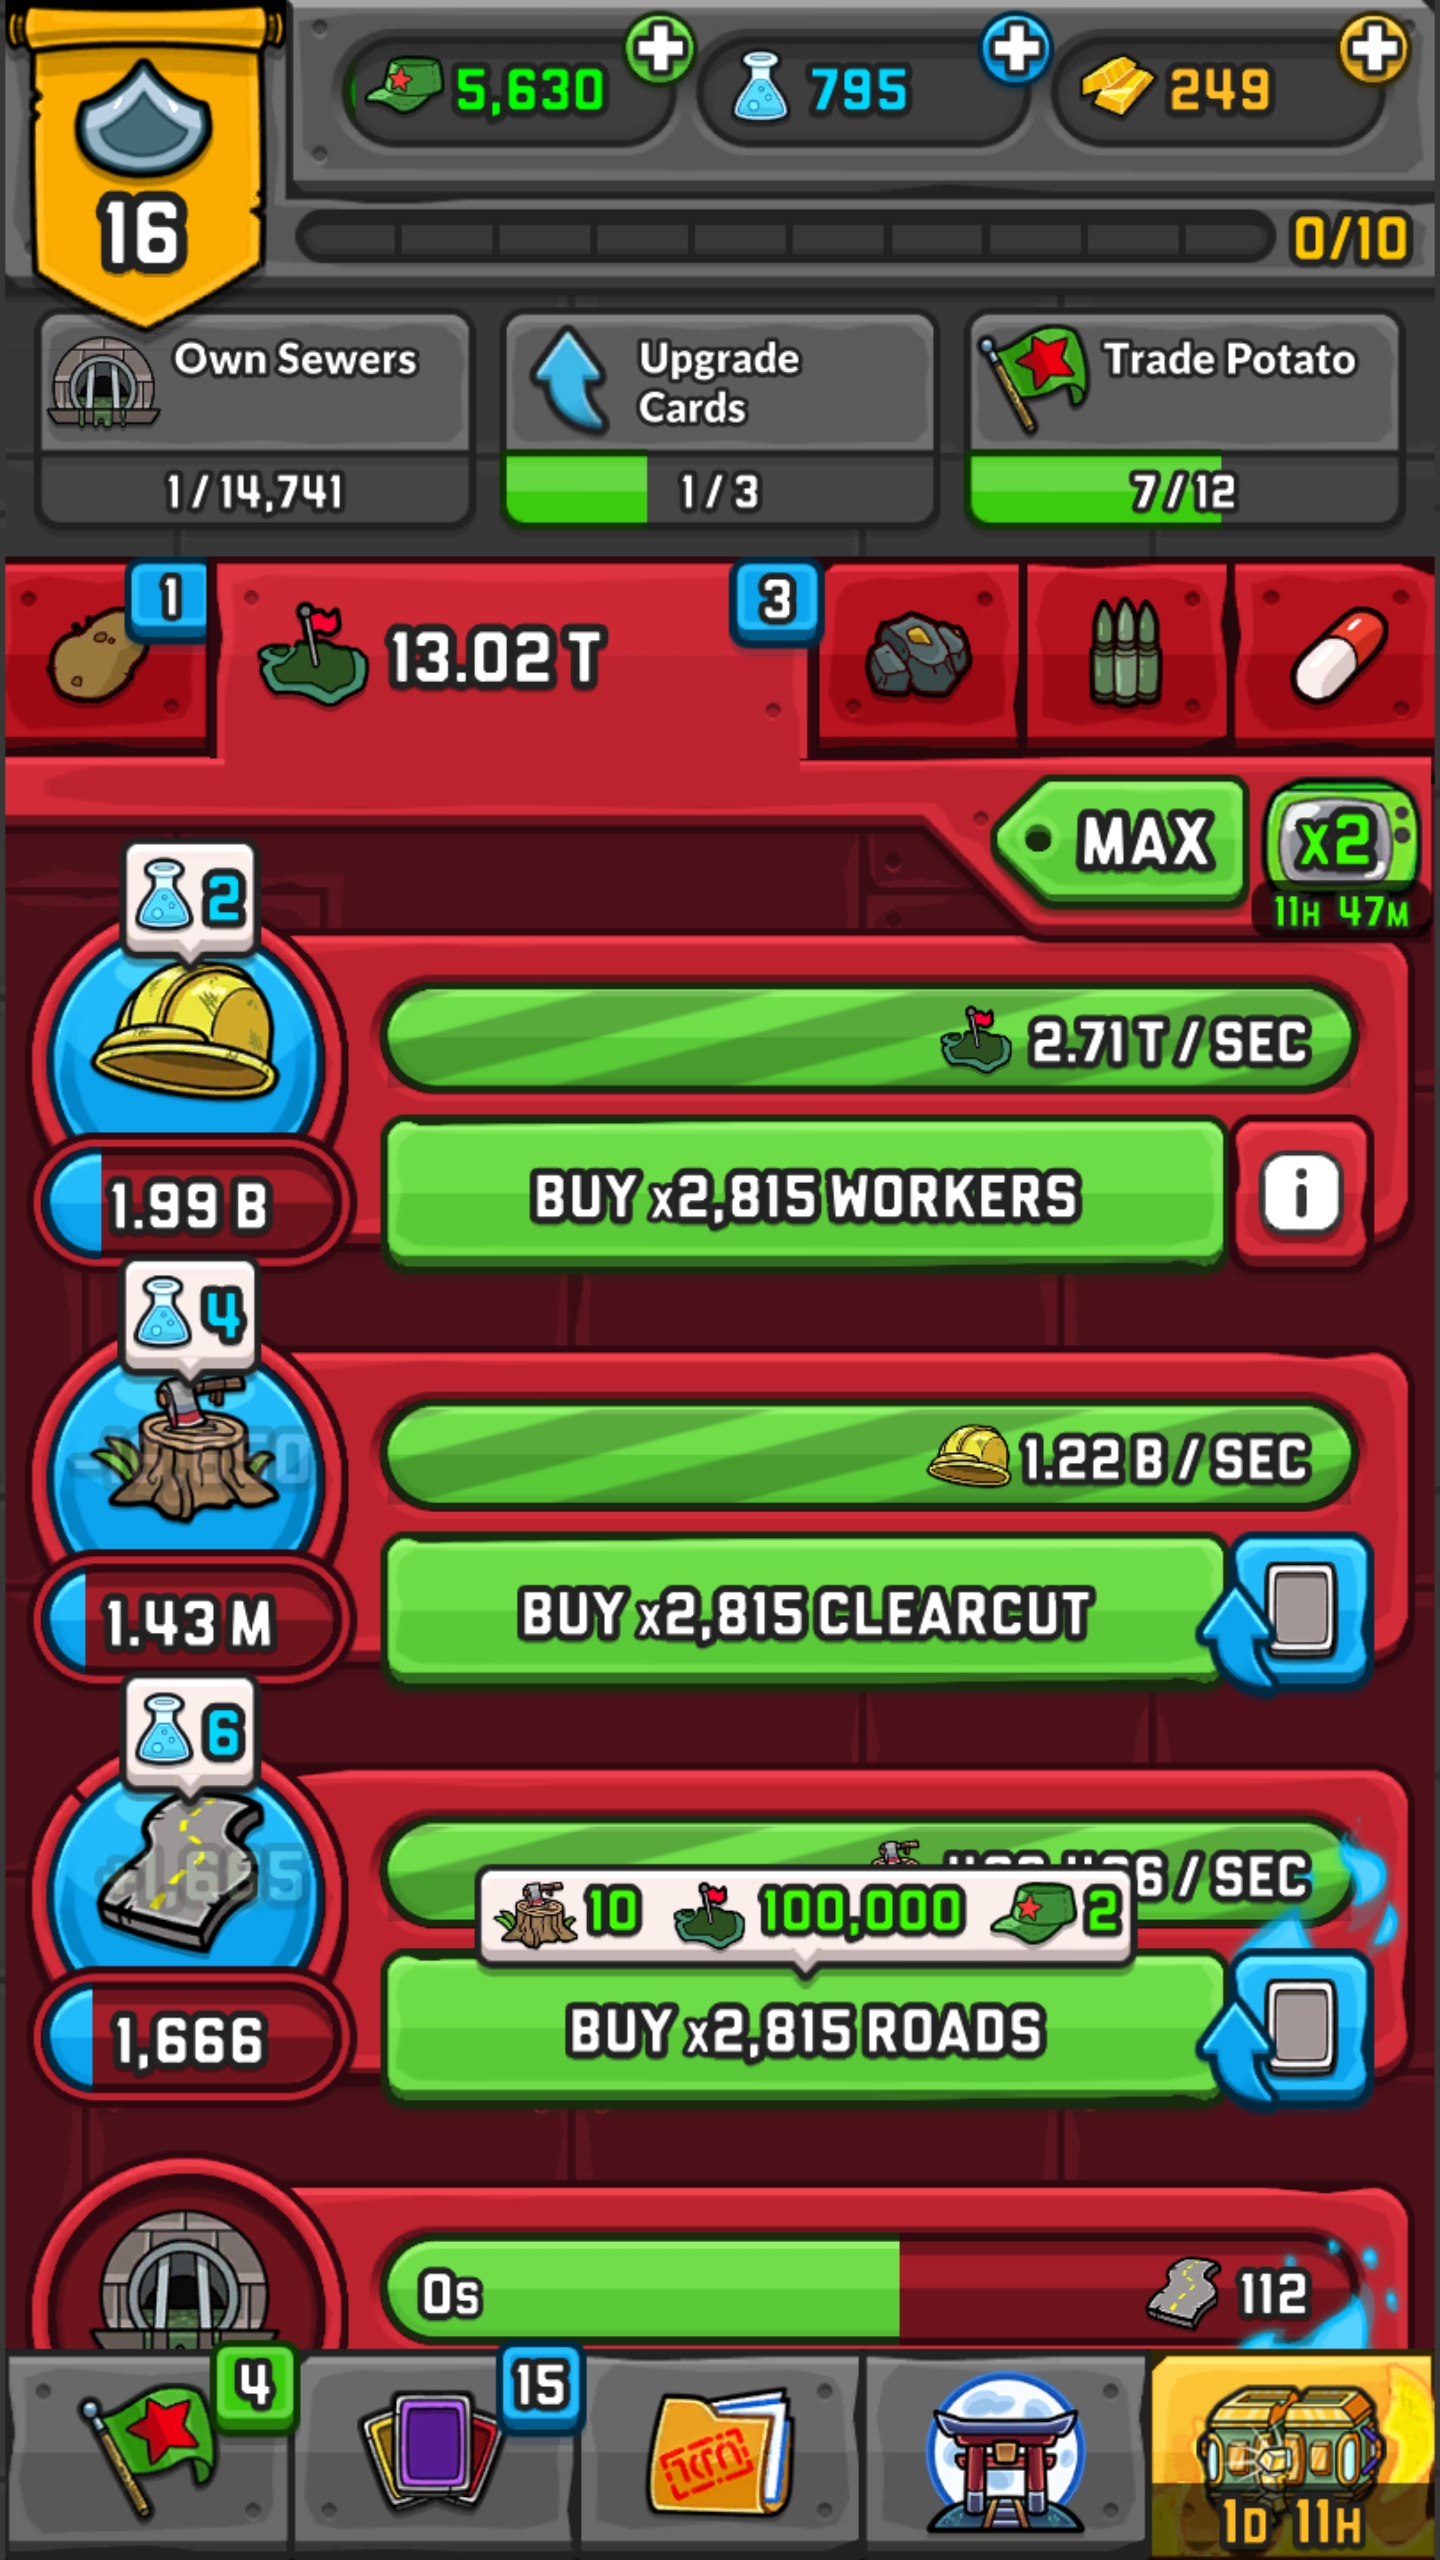 5,630 795 249
16
0/10
Own Sewers
1/14,741
Upgrade
Cards
1/3
Trade Potato
7/12
1
13.02 T
3
MAX
x2
11H 47M
2
2.71 T / SEC
1.99 B
BUY x2,815 WORKERS
i
4
1.22 B / SEC
1.43 M
BUY x2,815 CLEARCUT
6
6 / SEC
10 100,000 2
1,666
BUY x2,815 ROADS
0s
112
4
15
1D 11H